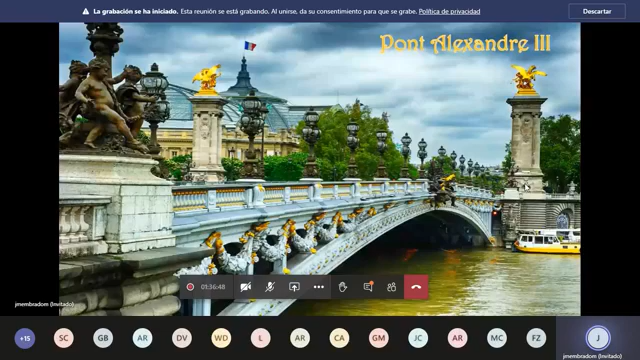 La grabación se ha iniciado. Esta reunión se está grabando. Al unirse, da su consentimiento para que se grabe. Política de privacidad
Descartar
Pont Alexandre III
01:36:48
jmembradom (Invitado)
+15
SC
GB
AR
DV
WD
L
AR
CA
GM
JC
AR
MC
FZ
J
jmembradom (Invitado)